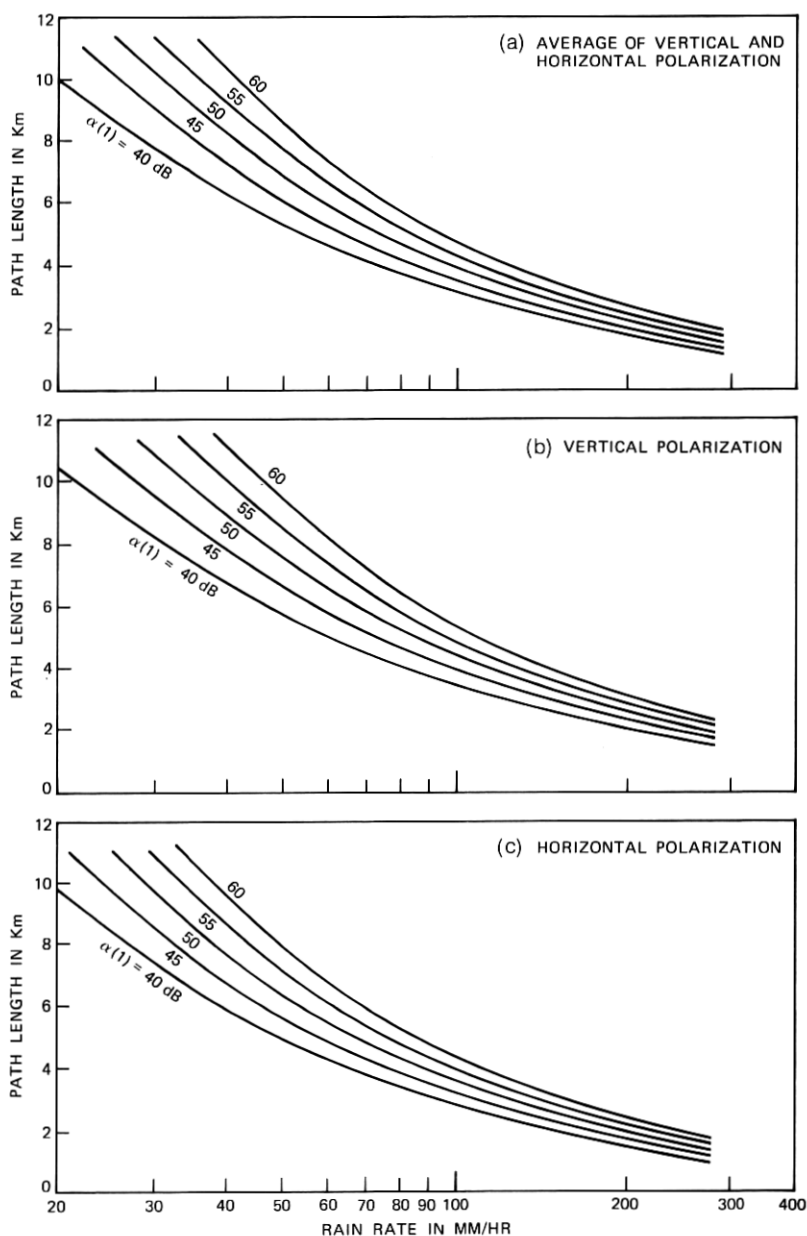 (a) AVERAGE OF VERTICAL AND
HORIZONTAL POLARIZATION
12
10
8
6
4
2
0
PATH LENGTH IN Km
60
55
50
45
α(1) = 40 dB
(b) VERTICAL POLARIZATION
12
10
8
6
4
2
0
PATH LENGTH IN Km
60
55
50
45
α(1) = 40 dB
(c) HORIZONTAL POLARIZATION
12
10
8
6
4
2
0
PATH LENGTH IN Km
60
55
50
45
α(1) = 40 dB
20 30 40 50 60 70 80 90 100 200 300 400
RAIN RATE IN MM/HR